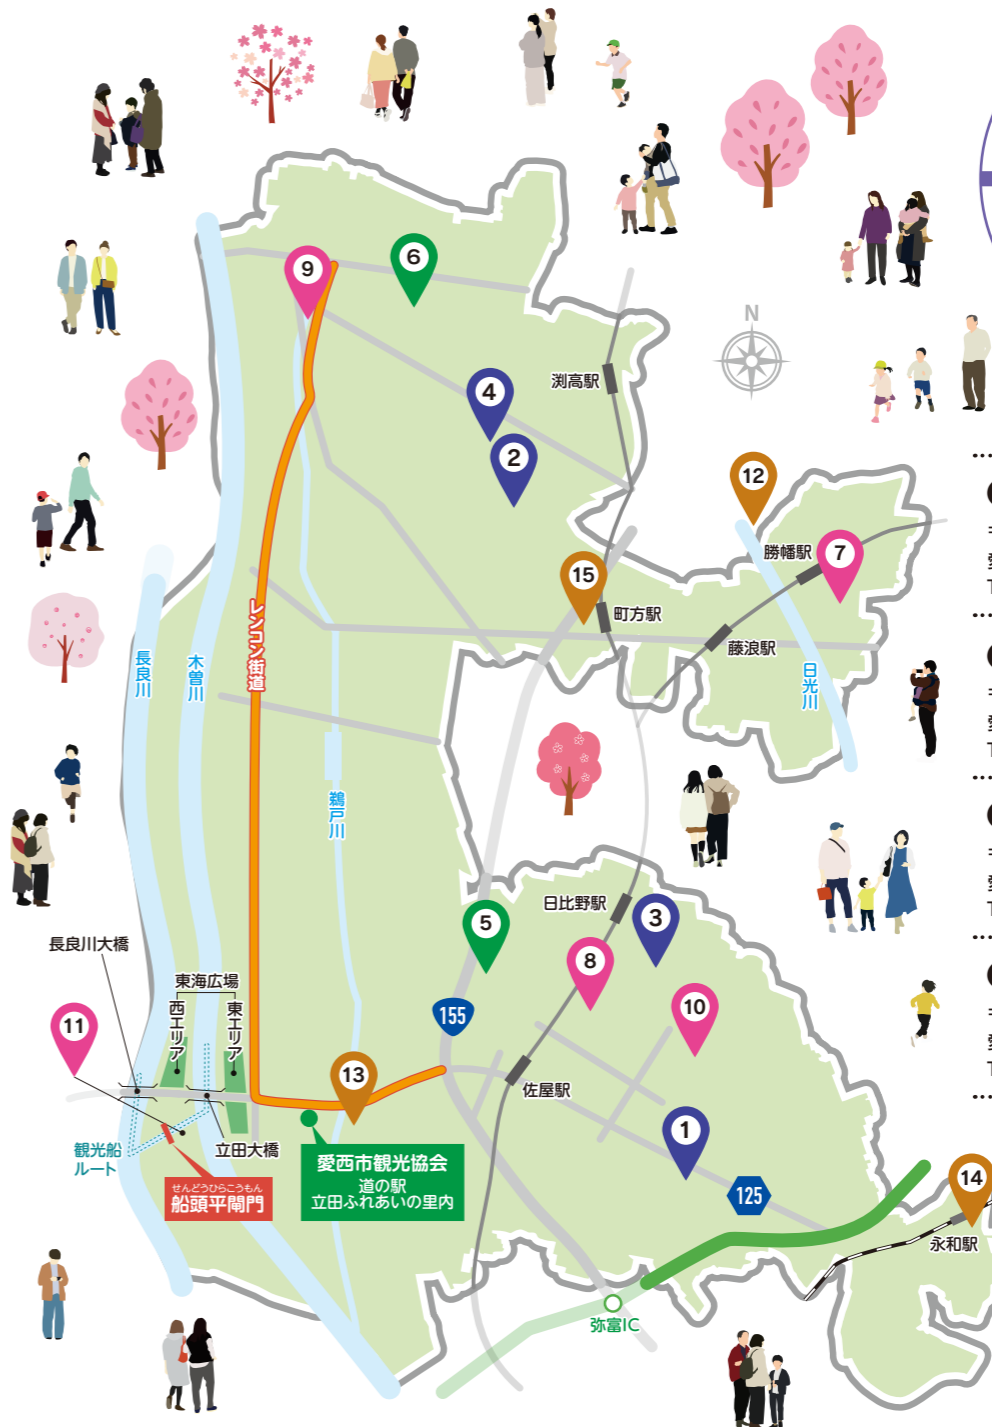 N
9
6
4
2
渕高駅
12
勝幡駅
7
15
町方駅
藤浪駅
日光川
レンコン街道
長良川
木曽川
鵜戸川
日比野駅
3
5
8
10
155
佐屋駅
1
125
14
永和駅
弥富IC
長良川大橋
東海広場
西エリア
東エリア
11
13
観光船
ルート
立田大橋
せんどうひらこうもん
船頭平閘門
愛西市観光協会
道の駅
立田ふれあいの里内